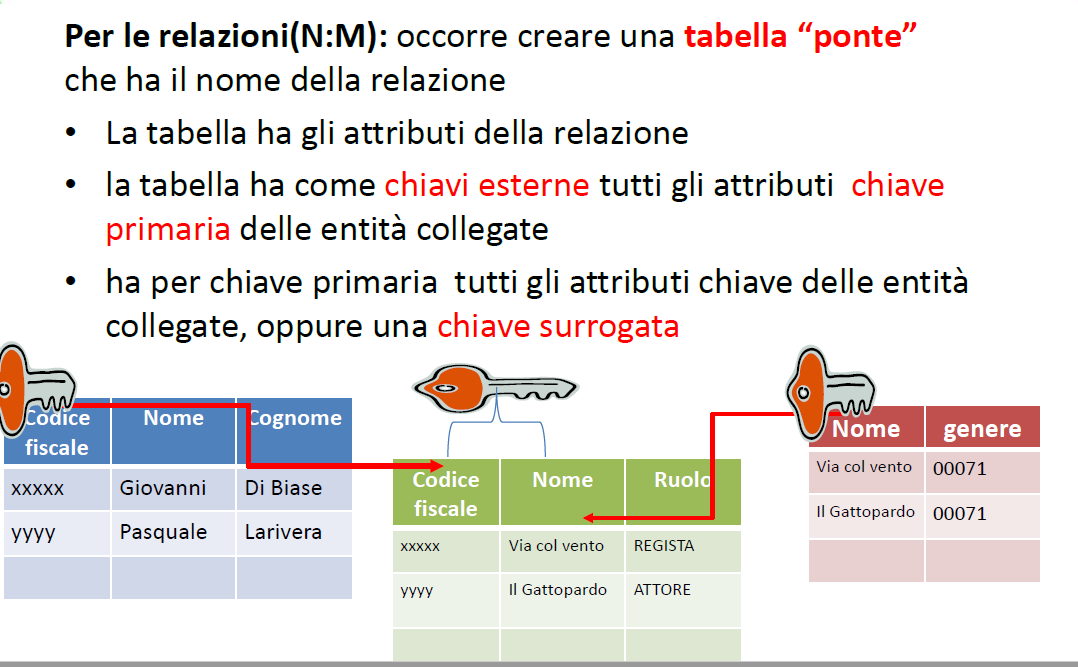 Per le relazioni(N:M): occorre creare una tabella “ponte”
che ha il nome della relazione
• La tabella ha gli attributi della relazione
• la tabella ha come chiavi esterne tutti gli attributi chiave
primaria delle entità collegate
• ha per chiave primaria tutti gli attributi chiave delle entità
collegate, oppure una chiave surrogata
Codice
fiscale
Nome
Cognome
xxxxx
Giovanni
Di Biase
yyyy
Pasquale
Larivera
Codice
fiscale
Nome
Ruolo
xxxxx
Via col vento
REGISTA
yyyy
Il Gattopardo
ATTORE
Nome
genere
Via col vento
00071
Il Gattopardo
00071